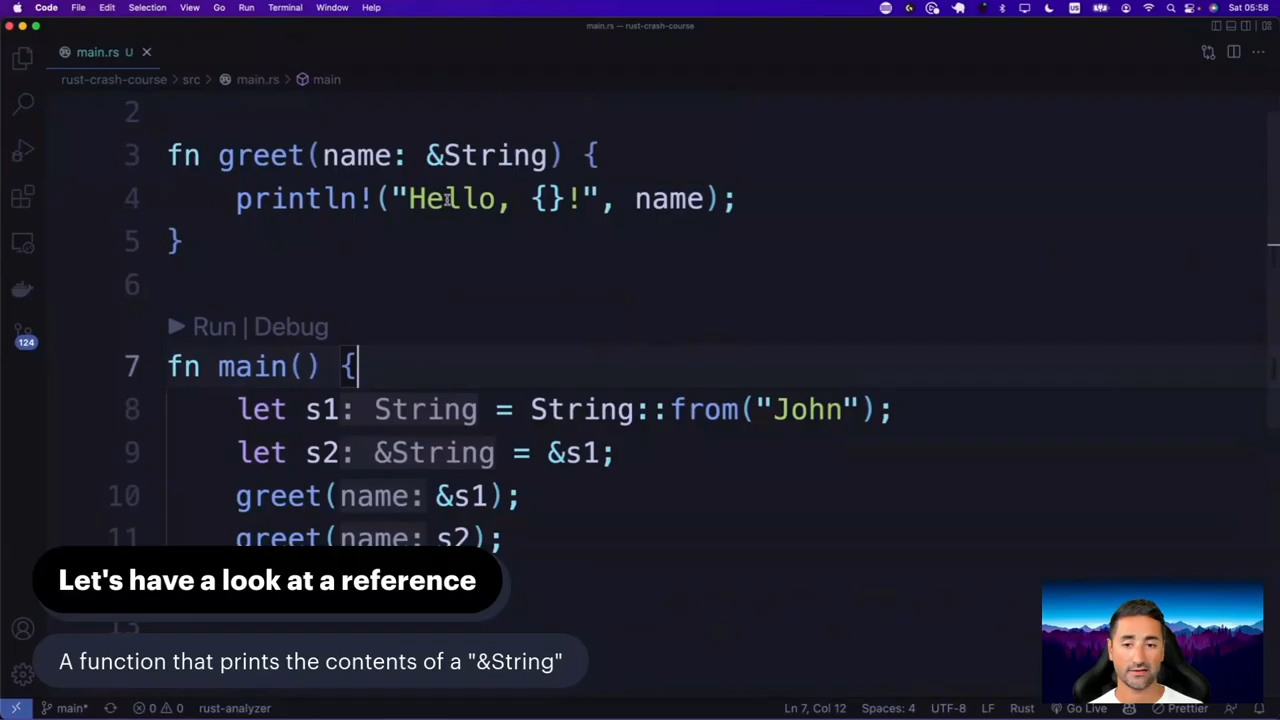 Code File Edit Selection View Go Run Terminal Window Help
Sat 05:58
main.rs — rust-crash-course
main.rs U
rust-crash-course > src > main.rs > main
2
3 fn greet(name: &String) {
4 println!("Hello, {}!", name);
5 }
6
Run | Debug
7 fn main() {
8 let s1: String = String::from("John");
9 let s2: &String = &s1;
10 greet(name: &s1);
11 greet(name: s2);
Let's have a look at a reference
13
A function that prints the contents of a "&String"
124
main* 0 0 rust-analyzer
Ln 7, Col 12 Spaces: 4 UTF-8 LF Rust Go Live Prettier